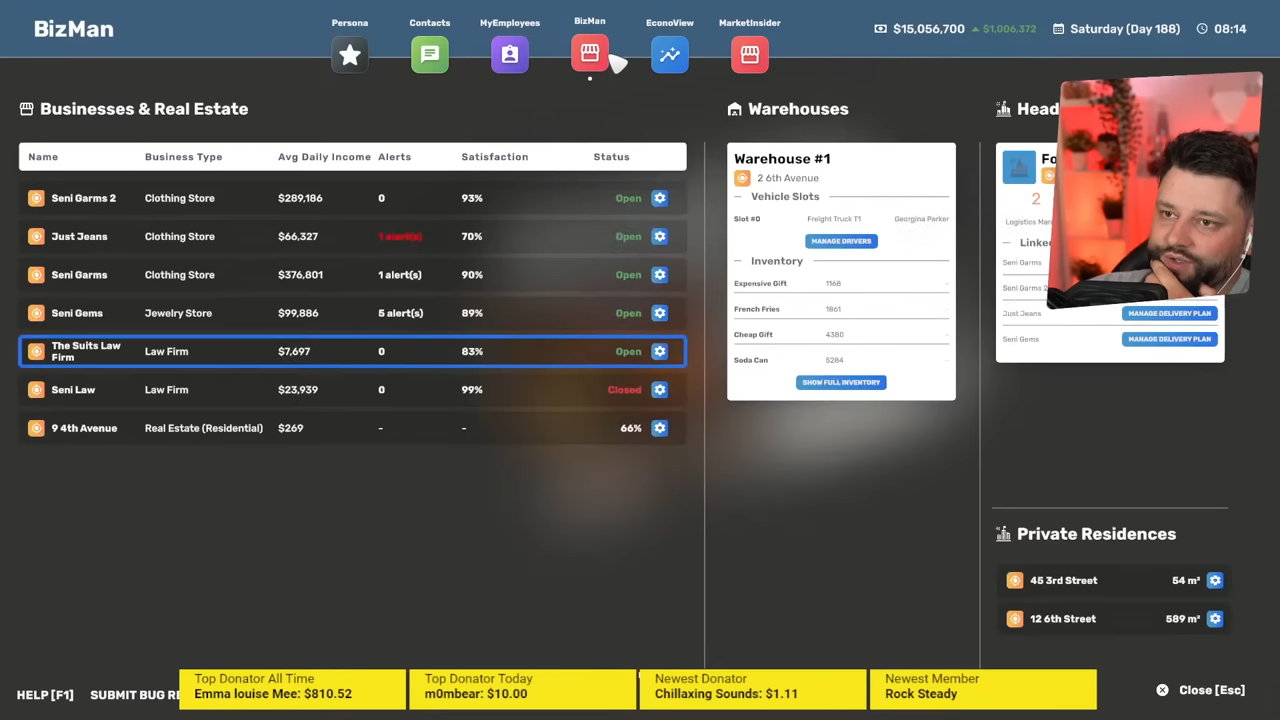 BizMan
Persona
Contacts
MyEmployees
BizMan
EconoView
MarketInsider
$15,056,700
$1,006,372
Saturday (Day 188)
08:14
Businesses & Real Estate
Name Business Type Avg Daily Income Alerts Satisfaction Status
Seni Garms 2 Clothing Store $289,186 0 93% Open
Just Jeans Clothing Store $66,327 1 alert(s) 70% Open
Seni Garms Clothing Store $376,801 1 alert(s) 90% Open
Seni Gems Jewelry Store $99,886 5 alert(s) 89% Open
The Suits Law
Firm
Law Firm $7,697 0 83% Open
Seni Law Law Firm $23,939 0 99% Closed
9 4th Avenue Real Estate (Residential) $269 - - 66%
Warehouses
Warehouse #1
2 6th Avenue
Vehicle Slots
Slot #0 Freight Truck T1 Georgina Parker
MANAGE DRIVERS
Inventory
Expensive Gift 1168 -
French Fries 1861 -
Cheap Gift 4380 -
Soda Can 5284 -
SHOW FULL INVENTORY
Head
Fo
2
Logistics Man
Linke
Seni Garms
Seni Garms 2
Just Jeans MANAGE DELIVERY PLAN
Seni Gems MANAGE DELIVERY PLAN
Private Residences
45 3rd Street 54 m²
12 6th Street 589 m²
HELP [F1]
SUBMIT BUG RE
Top Donator All Time
Emma louise Mee: $810.52
Top Donator Today
m0mbear: $10.00
Newest Donator
Chillaxing Sounds: $1.11
Newest Member
Rock Steady
Close [Esc]